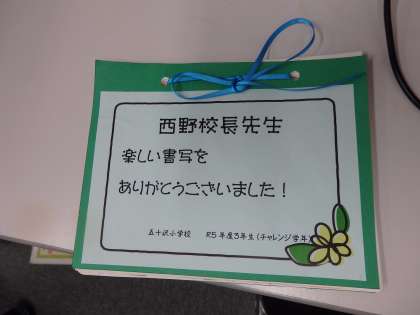 西野校長先生
楽しい書写を
ありがとうございました！
五十沢小学校 R5年度3年生(チャレンジ学年)